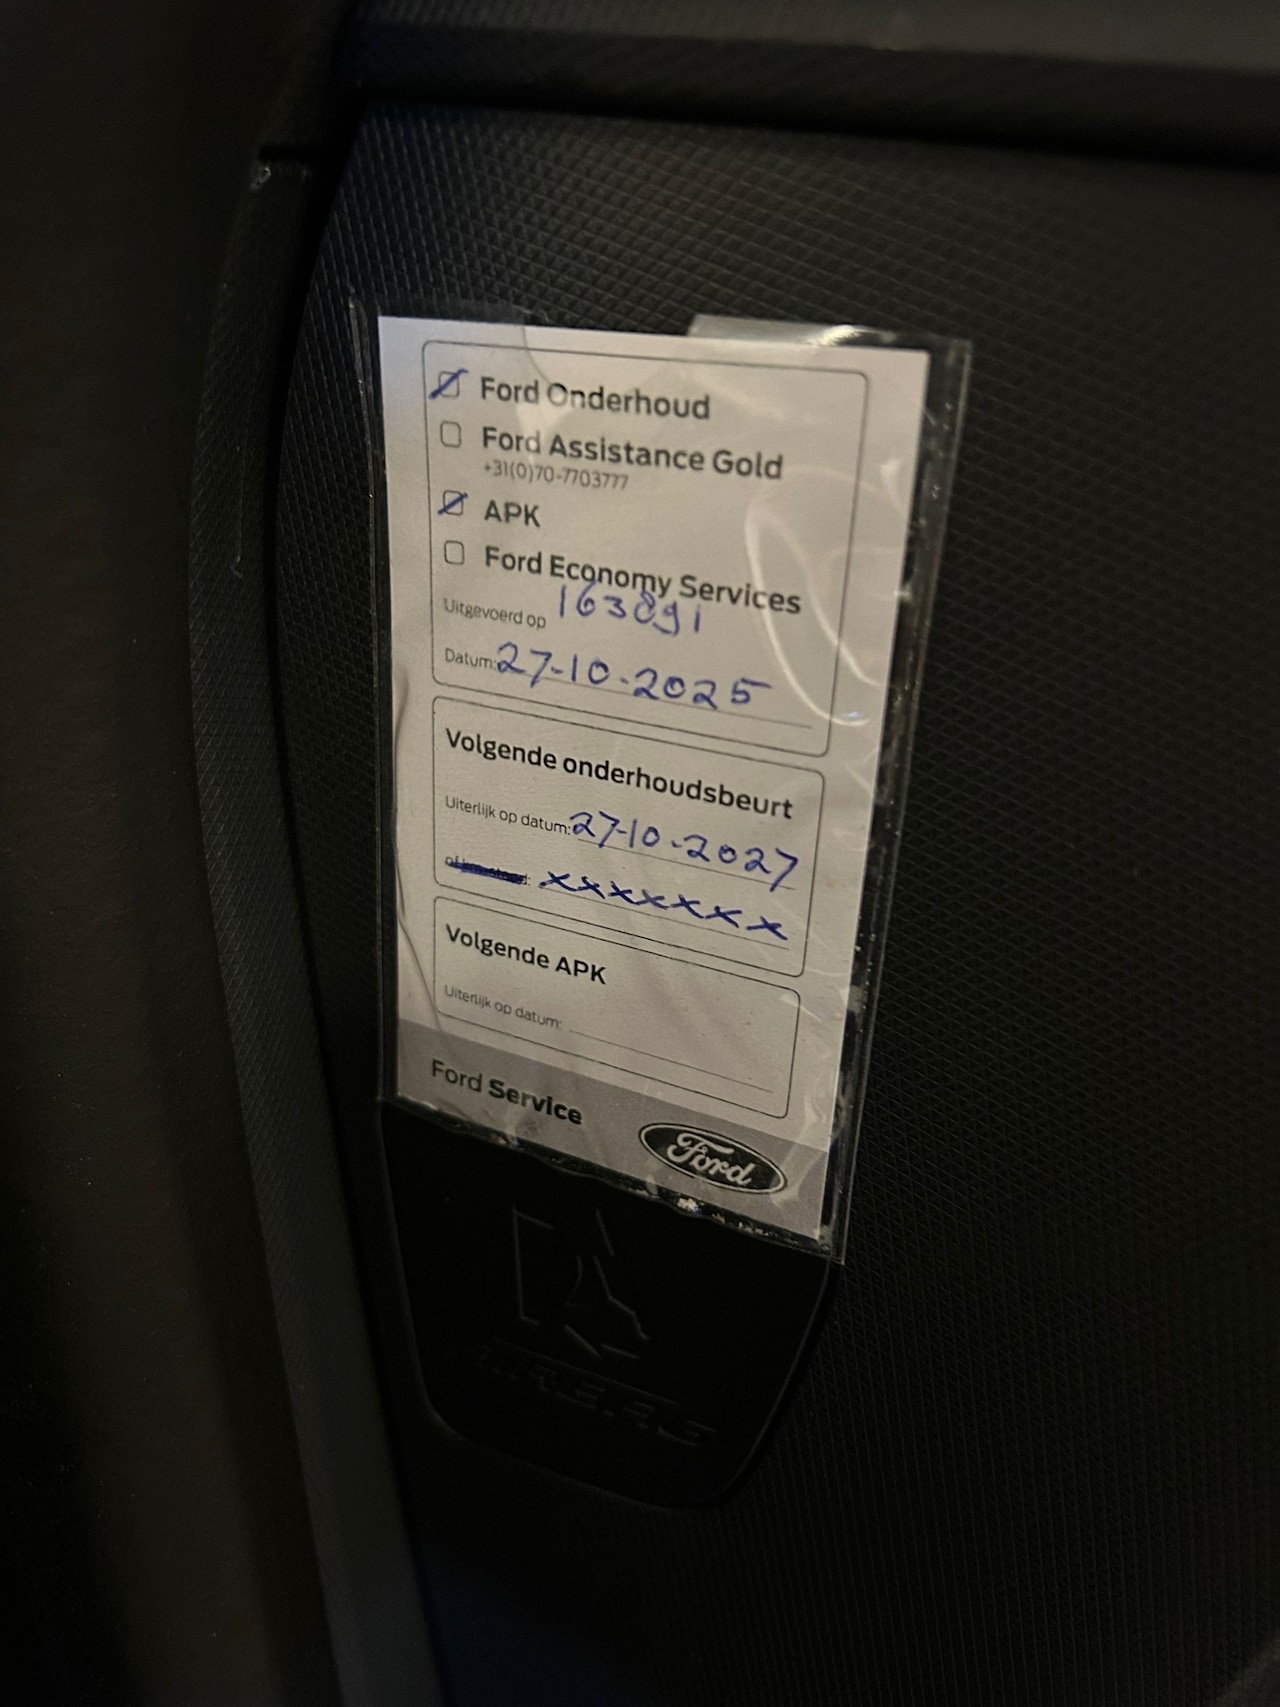 Ford Onderhoud
Ford Assistance Gold
+31(0)70-7703777
APK
Ford Economy Services
Uitgevoerd op 163891
Datum: 27-10-2025
Volgende onderhoudsbeurt
Uiterlijk op datum: 27-10-2027
xxxxxxx
Volgende APK
Uiterlijk op datum:
Ford Service
Ford